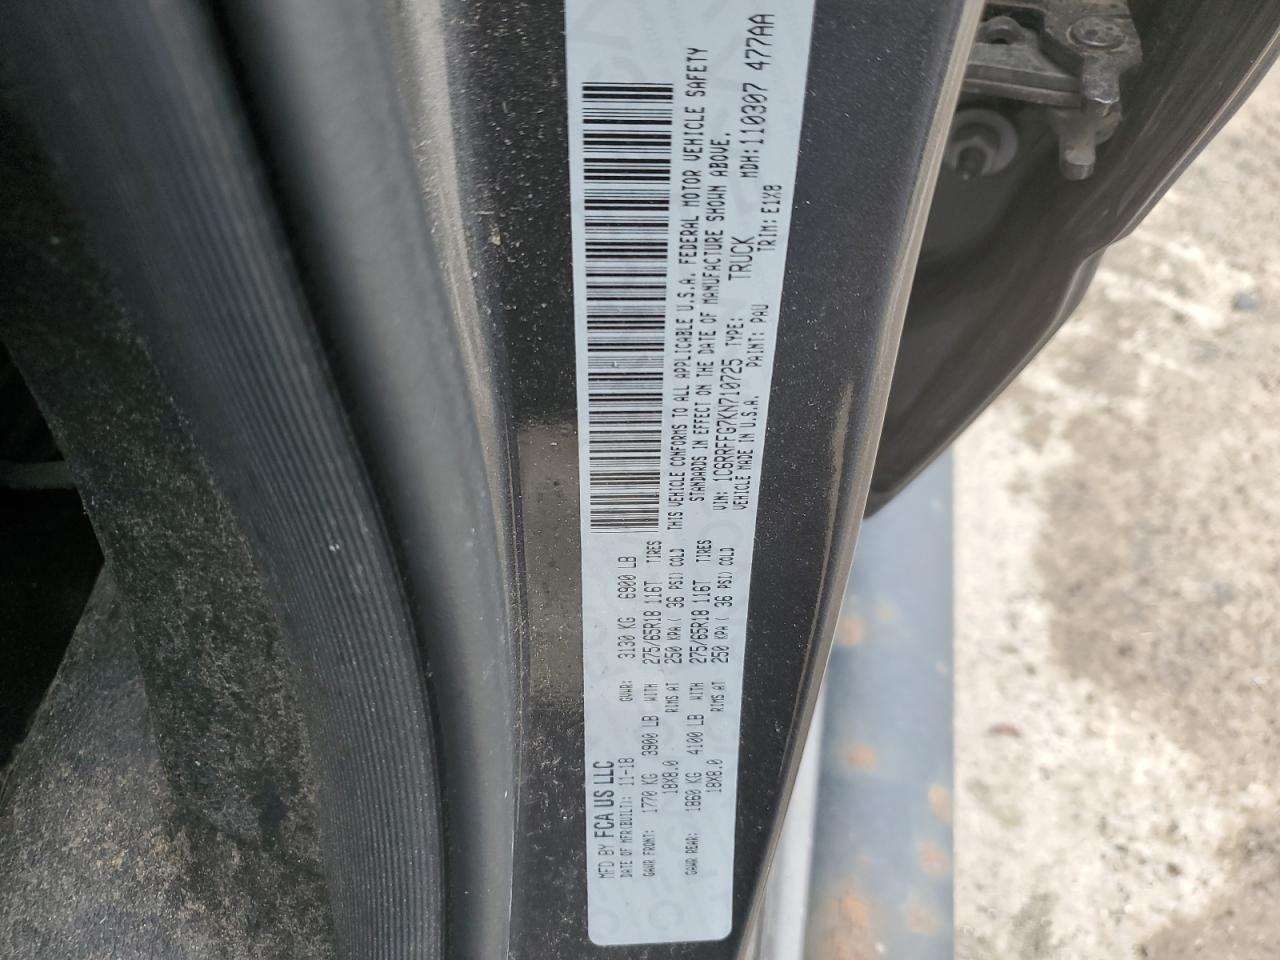 MFD BY FCA US LLC
DATE OF MFR(BUILT): 11-18 GVWR: 3130 KG 6900 LB
GAWR FRONT: 1770 KG 3900 LB WITH 275/65R18 116T TIRES
18X8.0 RIMS AT 250 KPA ( 36 PSI) COLD
GAWR REAR: 1860 KG 4100 LB WITH 275/65R18 116T TIRES
18X8.0 RIMS AT 250 KPA ( 36 PSI) COLD
THIS VEHICLE CONFORMS TO ALL APPLICABLE U.S.A. FEDERAL MOTOR VEHICLE SAFETY
STANDARDS IN EFFECT ON THE DATE OF MANUFACTURE SHOWN ABOVE.
VIN: 1C6RRFFG7KN710725 TYPE: TRUCK MDH:110307 477AA
VEHICLE MADE IN U.S.A. PAINT: PAU TRIM: E1X8